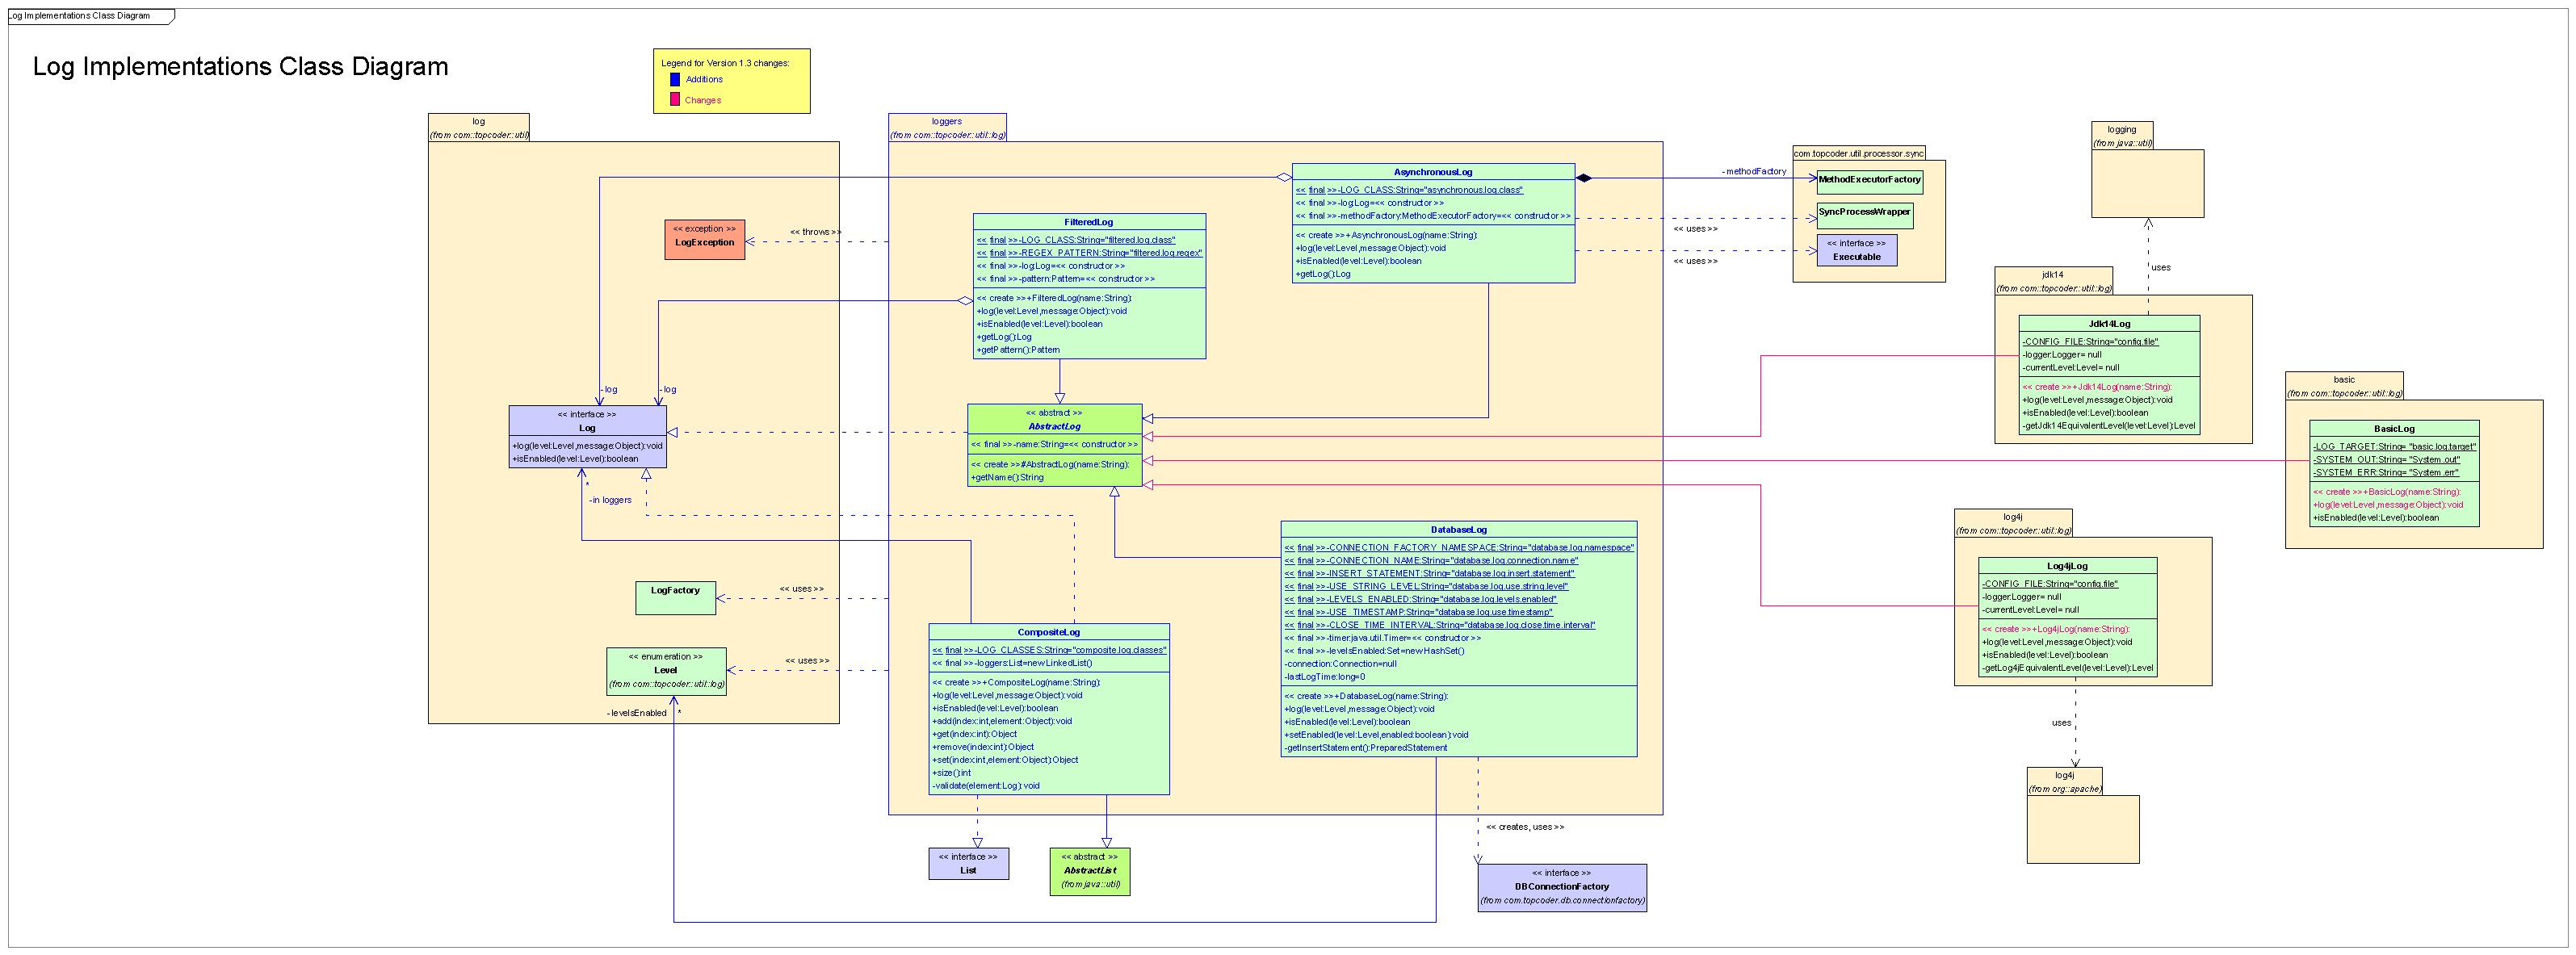 Log Implementations Class Diagram
Log Implementations Class Diagram
Legend for Version 1.3 changes:
Additions
Changes
log
(from com::topcoder::util)
<< exception >>
LogException
<< throws >>
-log
-log
<< interface >>
Log
+log(level:Level,message:Object):void
+isEnabled(level:Level):boolean
*
-in loggers
LogFactory
<< uses >>
<< enumeration >>
Level
(from com::topcoder::util::log)
<< uses >>
-levelsEnabled
*
loggers
(from com::topcoder::util::log)
FilteredLog
<< final >>-LOG_CLASS:String="filtered.log.class"
<< final >>-REGEX_PATTERN:String="filtered.log.regex"
<< final >>-log:Log=<< constructor >>
<< final >>-pattern:Pattern=<< constructor >>
<< create >>+FilteredLog(name:String):
+log(level:Level,message:Object):void
+isEnabled(level:Level):boolean
+getLog():Log
+getPattern():Pattern
AsynchronousLog
<< final >>-LOG_CLASS:String="asynchronous.log.class"
<< final >>-log:Log=<< constructor >>
<< final >>-methodFactory:MethodExecutorFactory=<< constructor >>
<< create >>+AsynchronousLog(name:String):
+log(level:Level,message:Object):void
+isEnabled(level:Level):boolean
+getLog():Log
<< abstract >>
AbstractLog
<< final >>-name:String=<< constructor >>
<< create >>#AbstractLog(name:String):
+getName():String
DatabaseLog
<< final >>-CONNECTION_FACTORY_NAMESPACE:String="database.log.namespace"
<< final >>-CONNECTION_NAME:String="database.log.connection.name"
<< final >>-INSERT_STATEMENT:String="database.log.insert.statement"
<< final >>-USE_STRING_LEVEL:String="database.log.use.string.level"
<< final >>-LEVELS_ENABLED:String="database.log.levels.enabled"
<< final >>-USE_TIMESTAMP:String="database.log.use.timestamp"
<< final >>-CLOSE_TIME_INTERVAL:String="database.log.close.time.interval"
<< final >>-timer:java.util.Timer=<< constructor >>
<< final >>-levelsEnabled:Set=new HashSet()
-connection:Connection=null
-lastLogTime:long=0
<< create >>+DatabaseLog(name:String):
+log(level:Level,message:Object):void
+isEnabled(level:Level):boolean
+setEnabled(level:Level,enabled:boolean):void
-getInsertStatement():PreparedStatement
CompositeLog
<< final >>-LOG_CLASSES:String="composite.log.classes"
<< final >>-loggers:List=new LinkedList()
<< create >>+CompositeLog(name:String):
+log(level:Level,message:Object):void
+isEnabled(level:Level):boolean
+add(index:int,element:Object):void
+get(index:int):Object
+remove(index:int):Object
+set(index:int,element:Object):Object
+size():int
-validate(element:Log):void
<< interface >>
List
<< abstract >>
AbstractList
(from java::util)
<< creates, uses >>
<< interface >>
DBConnectionFactory
(from com.topcoder.db.connectionfactory)
-methodFactory
<< uses >>
<< uses >>
com.topcoder.util.processor.sync
MethodExecutorFactory
SyncProcessWrapper
<< interface >>
Executable
logging
(from java::util)
uses
jdk14
(from com::topcoder::util::log)
Jdk14Log
-CONFIG_FILE:String="config.file"
-logger:Logger= null
-currentLevel:Level= null
<< create >>+Jdk14Log(name:String):
+log(level:Level,message:Object):void
+isEnabled(level:Level):boolean
-getJdk14EquivalentLevel(level:Level):Level
basic
(from com::topcoder::util::log)
BasicLog
-LOG_TARGET:String= "basic.log.target"
-SYSTEM_OUT:String= "System.out"
-SYSTEM_ERR:String= "System.err"
<< create >>+BasicLog(name:String):
+log(level:Level,message:Object):void
+isEnabled(level:Level):boolean
log4j
(from com::topcoder::util::log)
Log4jLog
-CONFIG_FILE:String="config.file"
-logger:Logger= null
-currentLevel:Level= null
<< create >>+Log4jLog(name:String):
+log(level:Level,message:Object):void
+isEnabled(level:Level):boolean
-getLog4jEquivalentLevel(level:Level):Level
uses
log4j
(from org::apache)